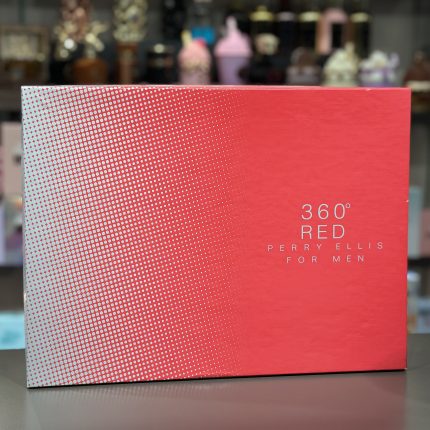 360°
RED
PERRY ELLIS
FOR MEN